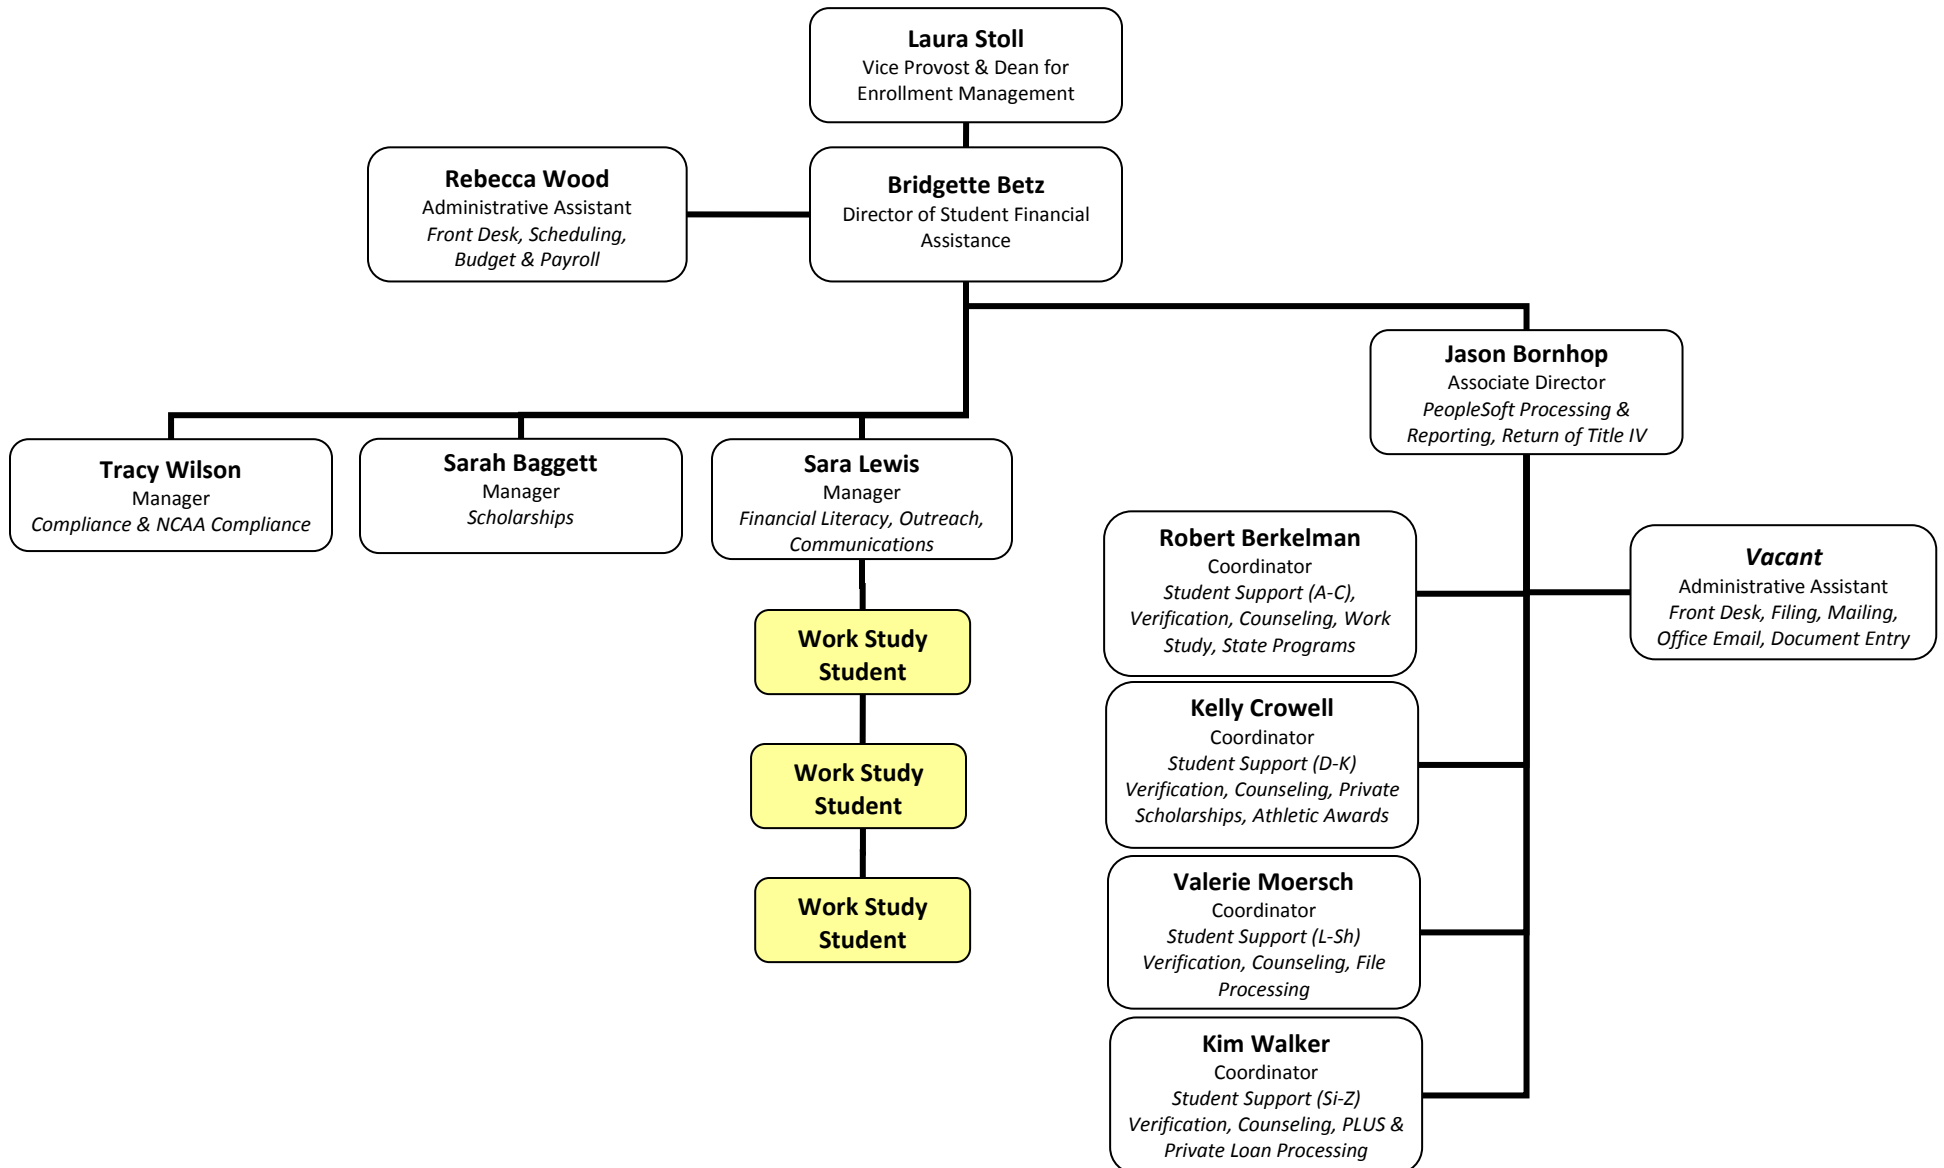 Laura Stoll
Vice Provost & Dean for
Enrollment Management
Rebecca Wood
Administrative Assistant
Front Desk, Scheduling,
Budget & Payroll
Bridgette Betz
Director of Student Financial
Assistance
Jason Bornhop
Associate Director
PeopleSoft Processing &
Reporting, Return of Title IV
Tracy Wilson
Manager
Compliance & NCAA Compliance
Sarah Baggett
Manager
Scholarships
Sara Lewis
Manager
Financial Literacy, Outreach,
Communications
Work Study
Student
Work Study
Student
Work Study
Student
Robert Berkelman
Coordinator
Student Support (A-C),
Verification, Counseling, Work
Study, State Programs
Vacant
Administrative Assistant
Front Desk, Filing, Mailing,
Office Email, Document Entry
Kelly Crowell
Coordinator
Student Support (D-K)
Verification, Counseling, Private
Scholarships, Athletic Awards
Valerie Moersch
Coordinator
Student Support (L-Sh)
Verification, Counseling, File
Processing
Kim Walker
Coordinator
Student Support (Si-Z)
Verification, Counseling, PLUS &
Private Loan Processing